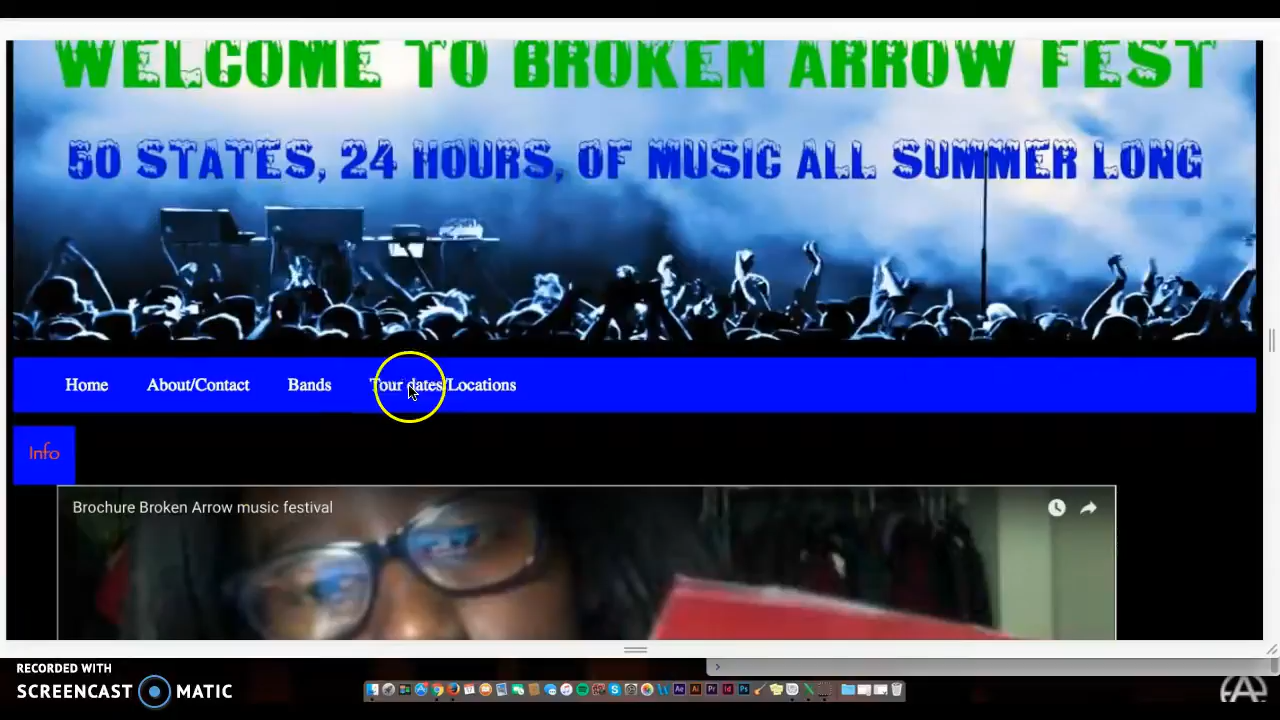 WELCOME TO BROKEN ARROW FEST
50 STATES, 24 HOURS, OF MUSIC ALL SUMMER LONG
Home About/Contact Bands Tour dates/Locations
Info
Brochure Broken Arrow music festival
RECORDED WITH
SCREENCAST MATIC